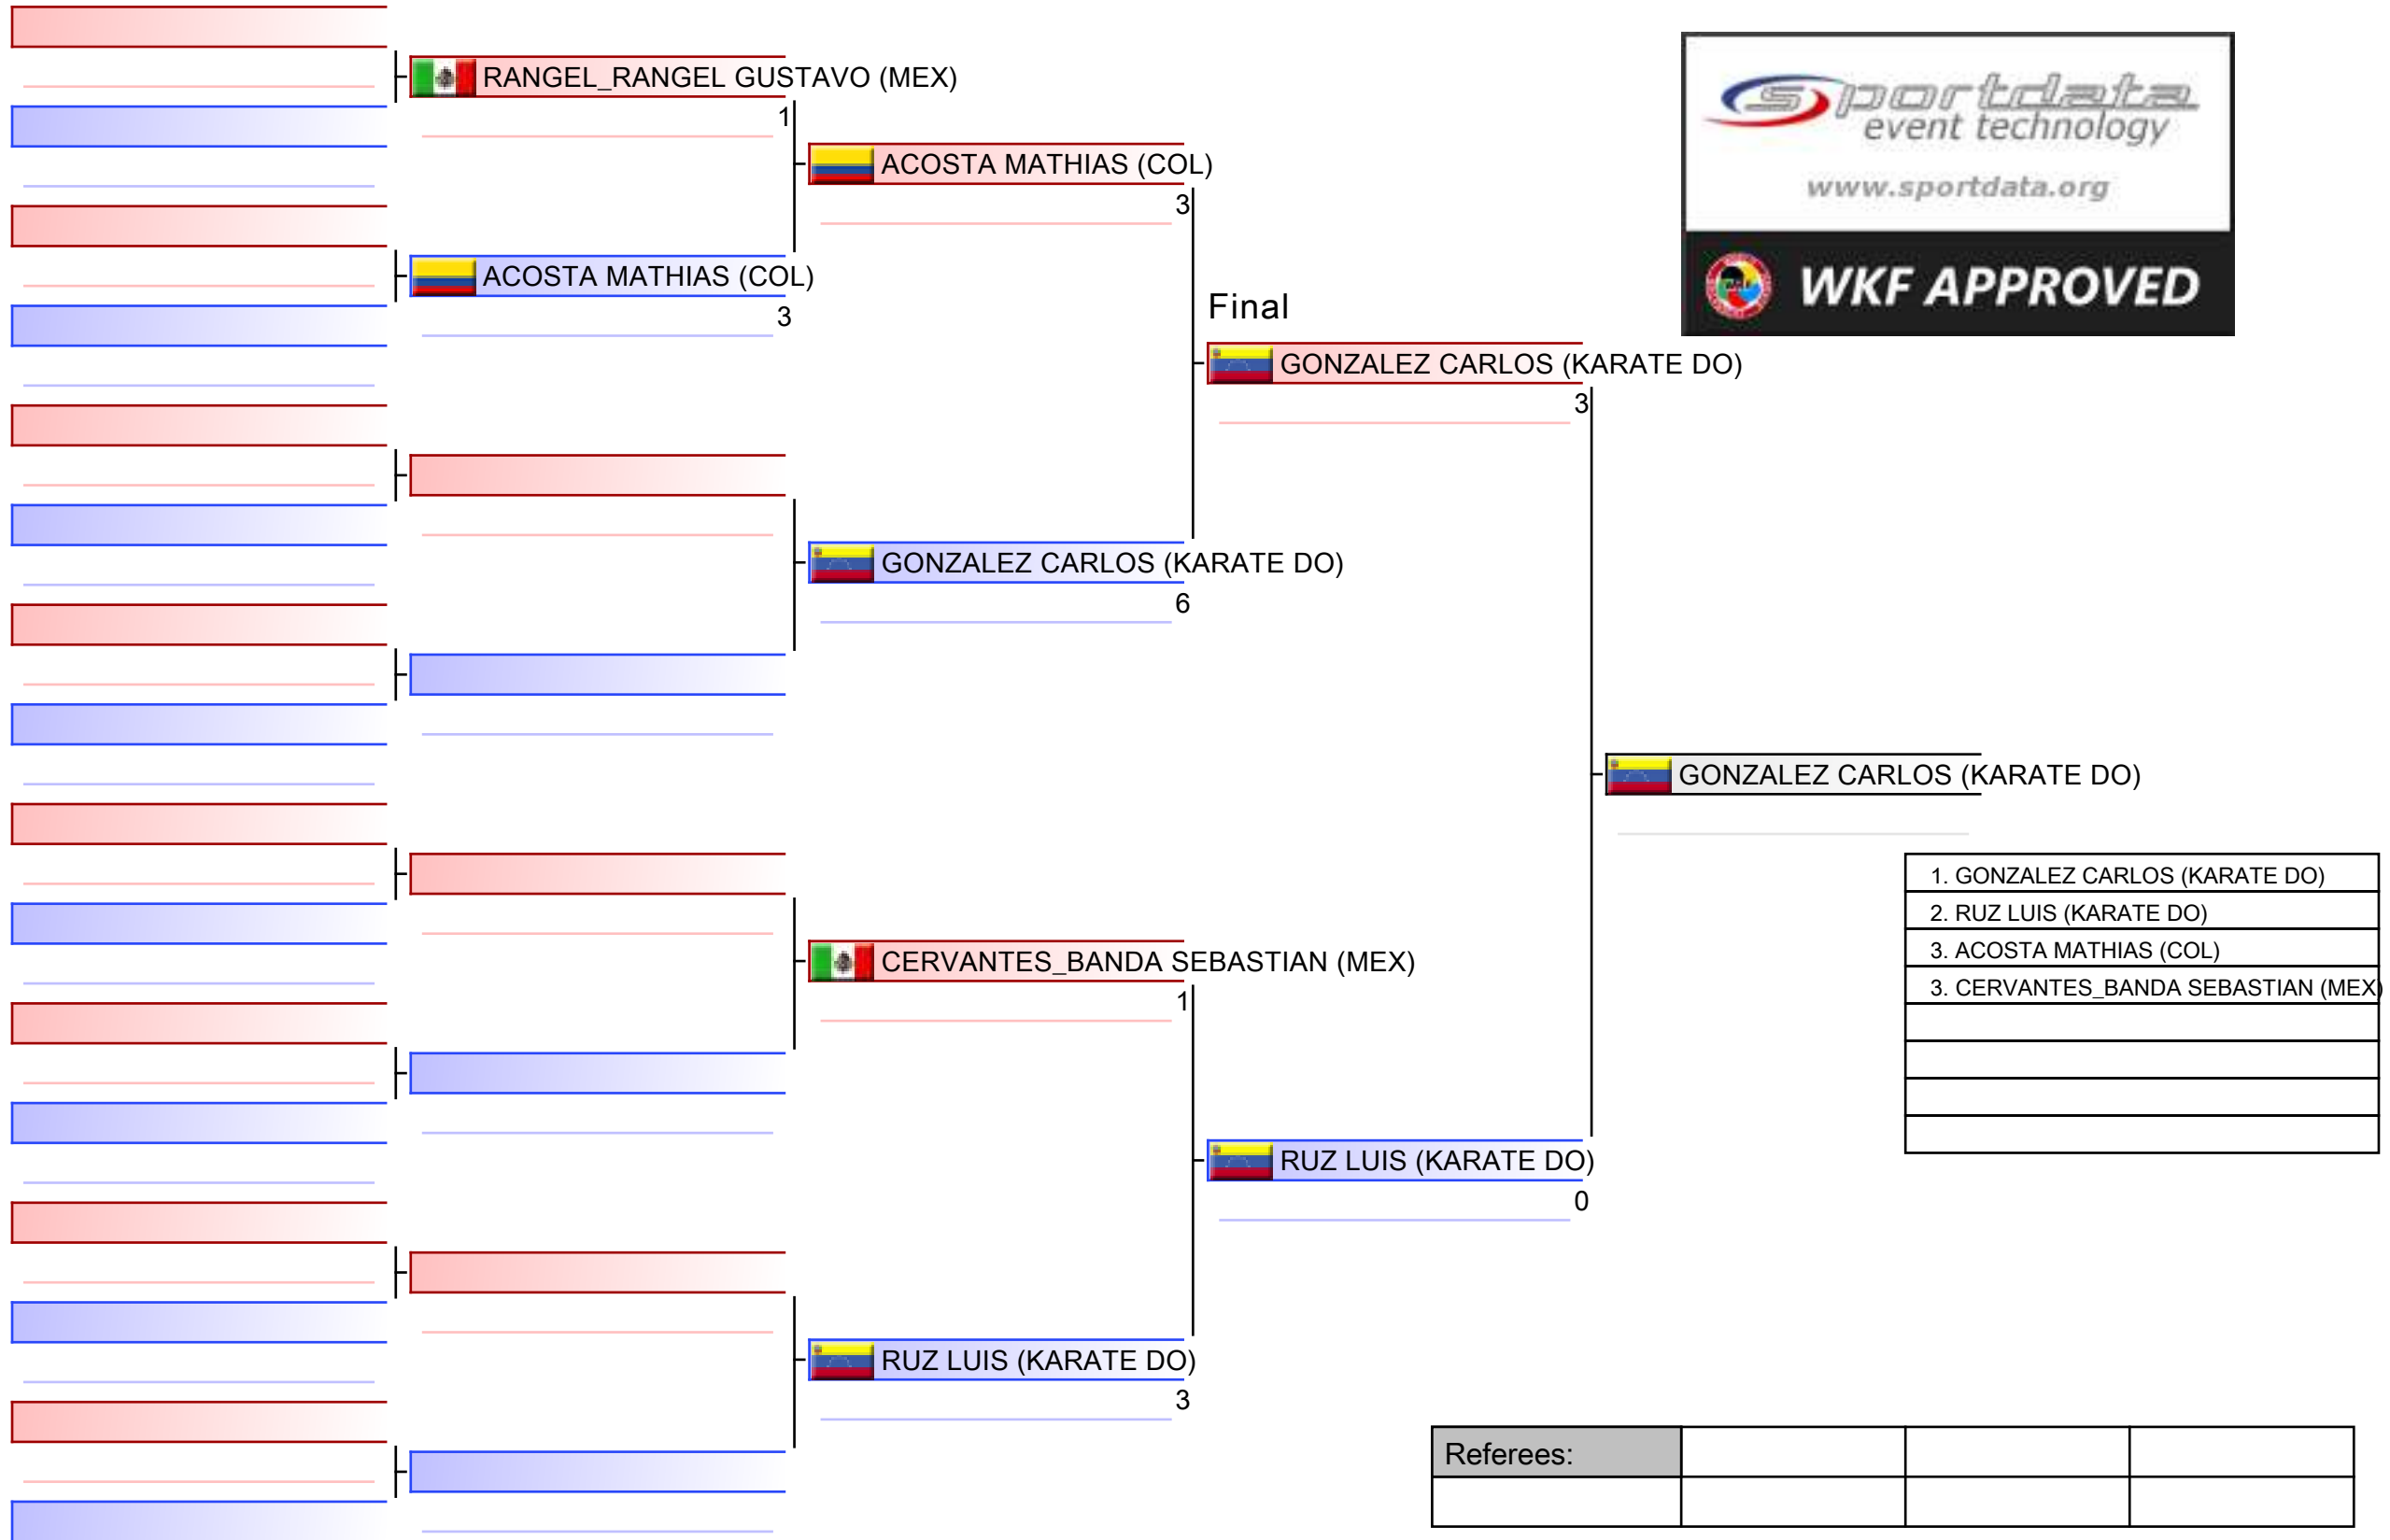 RANGEL_RANGEL GUSTAVO (MEX)
1
ACOSTA MATHIAS (COL)
3
ACOSTA MATHIAS (COL)
3
GONZALEZ CARLOS (KARATE DO)
6
CERVANTES_BANDA SEBASTIAN (MEX)
1
RUZ LUIS (KARATE DO)
3
Final
GONZALEZ CARLOS (KARATE DO)
3
RUZ LUIS (KARATE DO)
0
GONZALEZ CARLOS (KARATE DO)
sportdata
event technology
www.sportdata.org
WKF APPROVED
1. GONZALEZ CARLOS (KARATE DO)
2. RUZ LUIS (KARATE DO)
3. ACOSTA MATHIAS (COL)
3. CERVANTES_BANDA SEBASTIAN (MEX)
Referees: